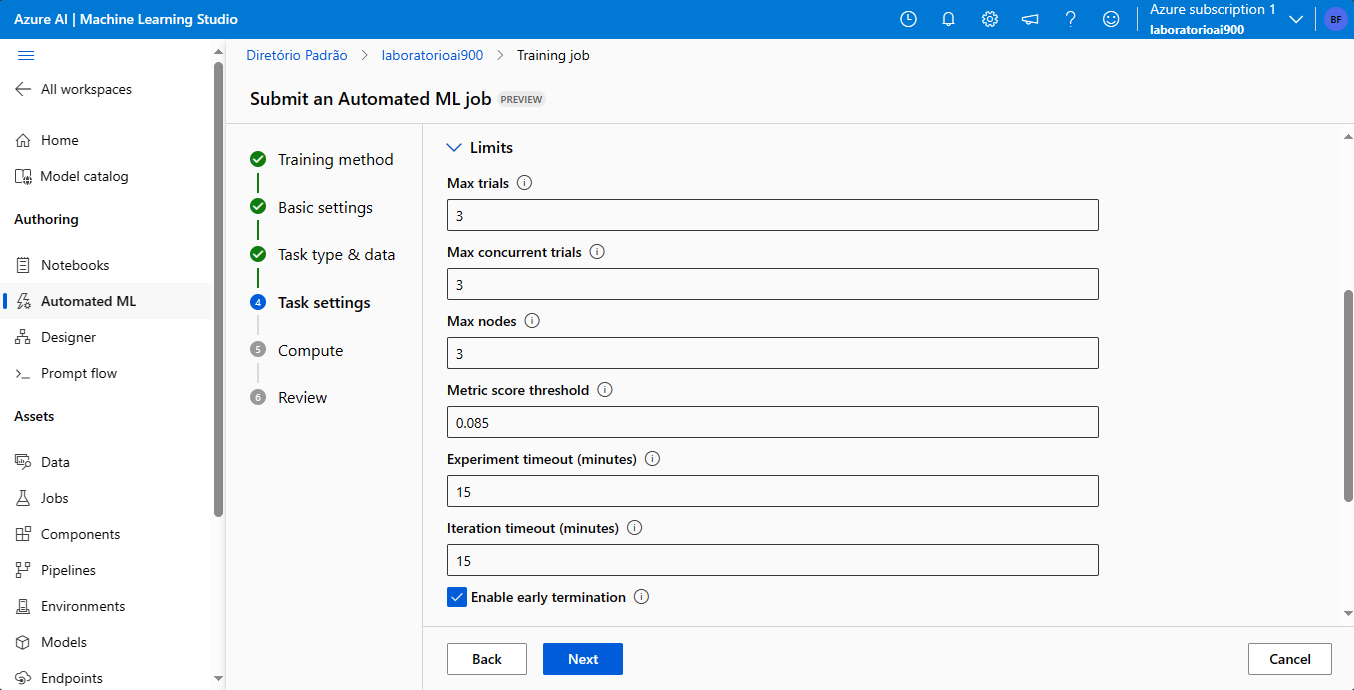 Azure AI | Machine Learning Studio
Azure subscription 1
laboratorioai900
BF
All workspaces
Home
Model catalog
Authoring
Notebooks
Automated ML
Designer
Prompt flow
Assets
Data
Jobs
Components
Pipelines
Environments
Models
Endpoints
Diretório Padrão > laboratorioai900 > Training job
Submit an Automated ML job PREVIEW
Training method
Basic settings
Task type & data
4 Task settings
5 Compute
6 Review
Limits
Max trials
3
Max concurrent trials
3
Max nodes
3
Metric score threshold
0.085
Experiment timeout (minutes)
15
Iteration timeout (minutes)
15
Enable early termination
Back
Next
Cancel